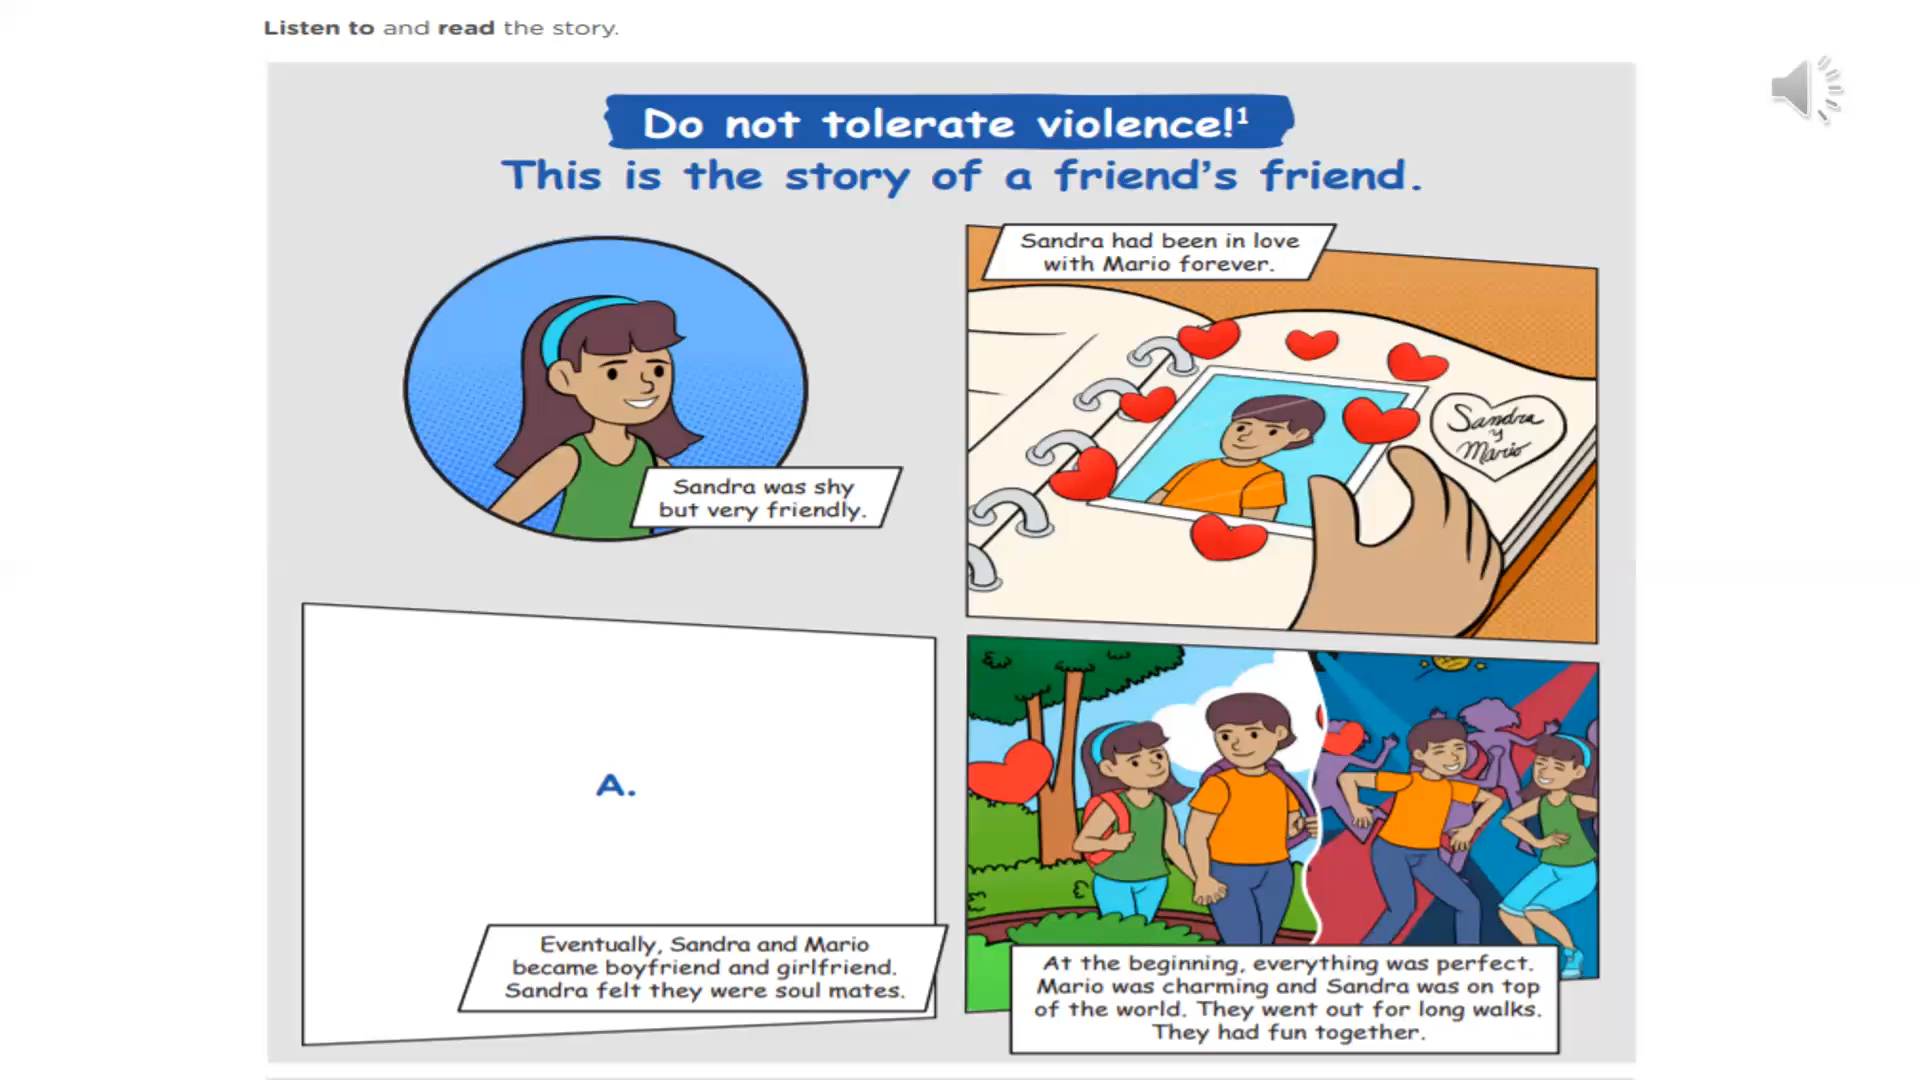 Listen to and read the story.
Do not tolerate violence!¹
This is the story of a friend's friend.
Sandra was shy
but very friendly.
Sandra had been in love
with Mario forever.
Sandra
y
Mario
A.
Eventually, Sandra and Mario
became boyfriend and girlfriend.
Sandra felt they were soul mates.
At the beginning, everything was perfect.
Mario was charming and Sandra was on top
of the world. They went out for long walks.
They had fun together.